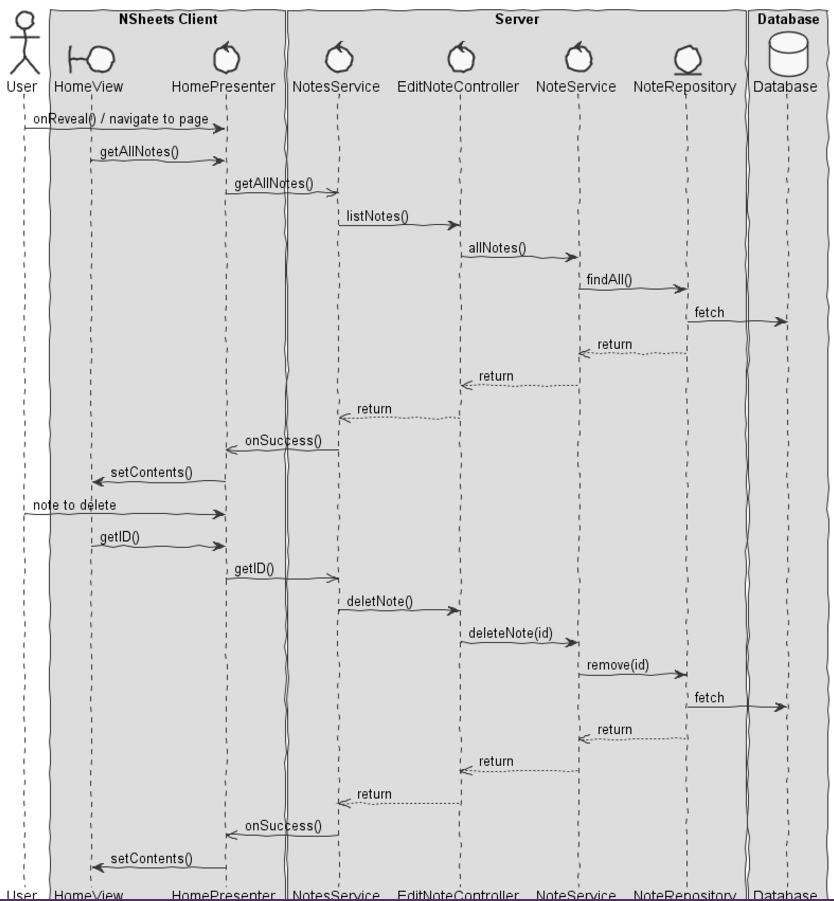 NSheets Client
Server
Database
User
HomeView
HomePresenter
NotesService
EditNoteController
NoteService
NoteRepository
Database
onReveal() / navigate to page
getAllNotes()
getAllNotes()
listNotes()
allNotes()
findAll()
fetch
return
return
return
onSuccess()
setContents()
note to delete
getID()
getID()
deletNote()
deleteNote(id)
remove(id)
fetch
return
return
return
onSuccess()
setContents()
User
HomeView
HomePresenter
NotesService
EditNoteController
NoteService
NoteRepository
Database